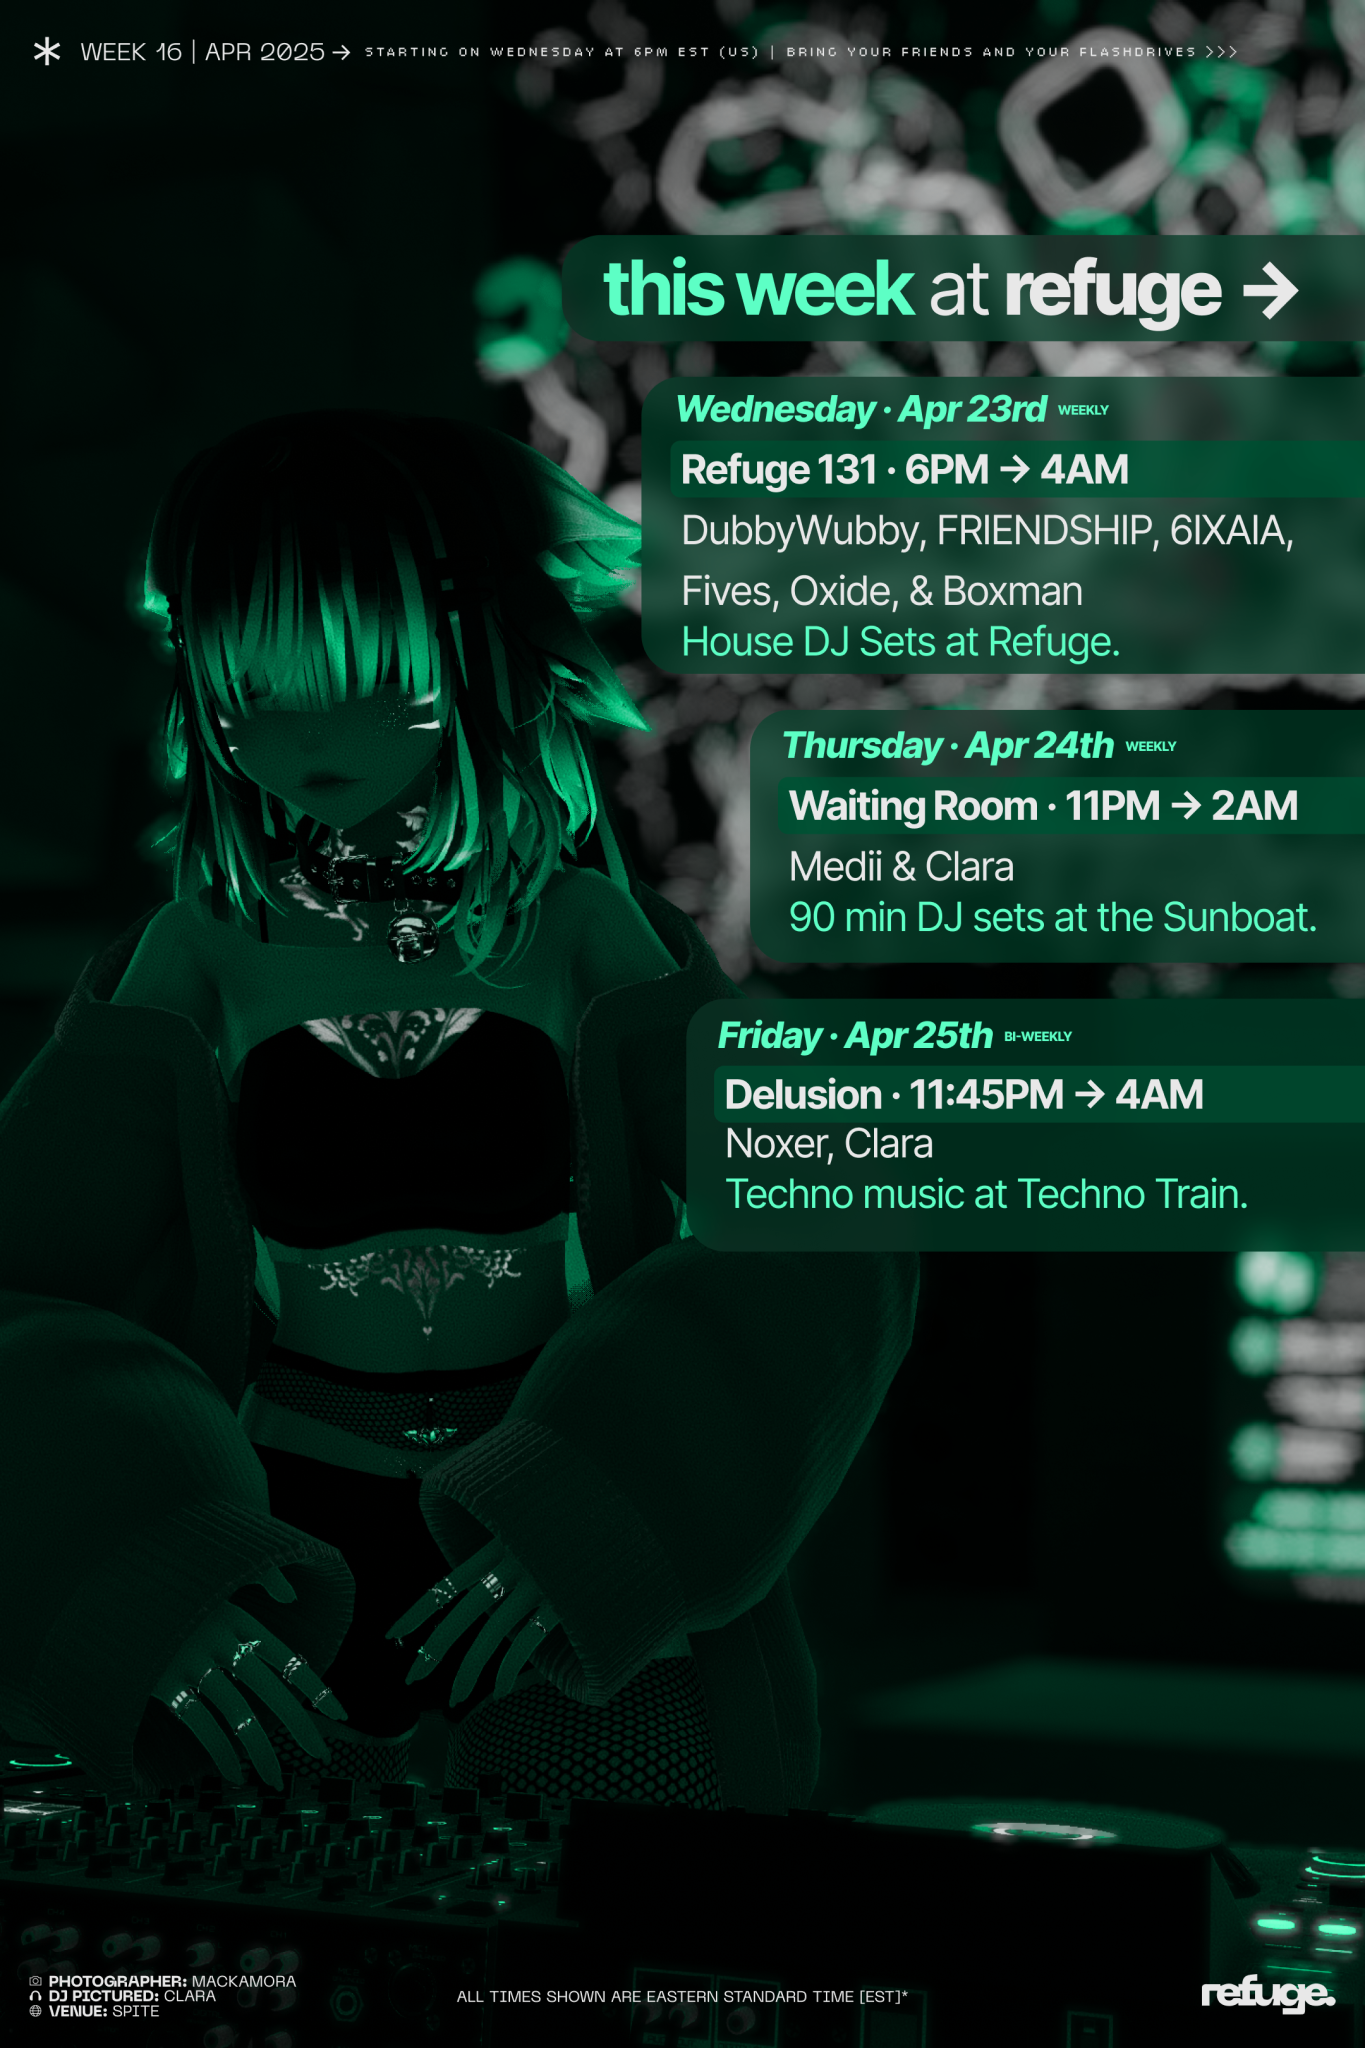 WEEK 16 | APR 2025 → STARTING ON WEDNESDAY AT 6PM EST (US) | BRING YOUR FRIENDS AND YOUR FLASHDRIVES >>>
this week at refuge →
Wednesday · Apr 23rd WEEKLY
Refuge 131 · 6PM → 4AM
DubbyWubby, FRIENDSHIP, 6IXAIA,
Fives, Oxide, & Boxman
House DJ Sets at Refuge.
Thursday · Apr 24th WEEKLY
Waiting Room · 11PM → 2AM
Medii & Clara
90 min DJ sets at the Sunboat.
Friday · Apr 25th BI-WEEKLY
Delusion · 11:45PM → 4AM
Noxer, Clara
Techno music at Techno Train.
PHOTOGRAPHER: MACKAMORA
DJ PICTURED: CLARA
VENUE: SPITE
ALL TIMES SHOWN ARE EASTERN STANDARD TIME [EST]*
refuge.